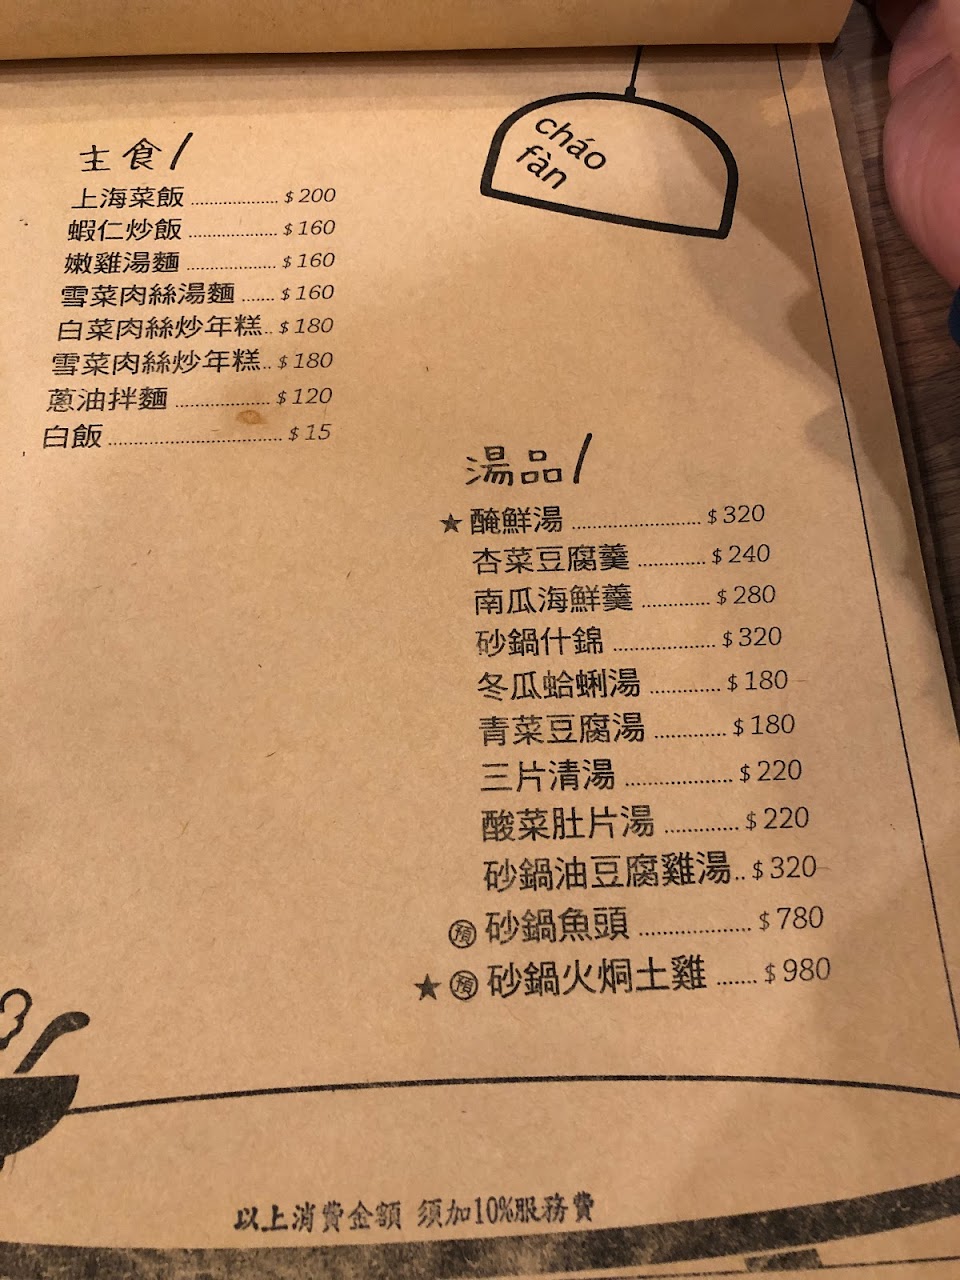 cháo
fàn
主食/
上海菜飯 .................... $200
蝦仁炒飯 .................... $160
嫩雞湯麵 .................... $160
雪菜肉絲湯麵 ....... $160
白菜肉絲炒年糕.. $180
雪菜肉絲炒年糕.. $180
蔥油拌麵 .................... $120
白飯 .................................. $15
湯品/
★醃鮮湯 ........................ $320
杏菜豆腐羹 ............. $240
南瓜海鮮羹 ............. $280
砂鍋什錦 ................... $320
冬瓜蛤蜊湯 ............. $180
青菜豆腐湯 ............. $180
三片清湯 ................... $220
酸菜肚片湯 ............. $220
砂鍋油豆腐雞湯.. $320
預 砂鍋魚頭 ................... $780
★ 預 砂鍋火烔土雞 ....... $980
以上消費金額 須加10%服務費